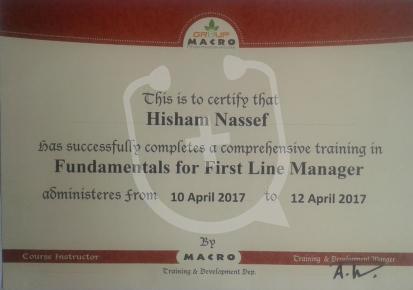 GROUP
MACRO
This is to certify that
Hisham Nassef
has successfully completes a comprehensive training in
Fundamentals for First Line Manager
administeres from 10 April 2017 to 12 April 2017
By
MACRO
Training & Development Dep.
Course Instructor
Training & Development Manger